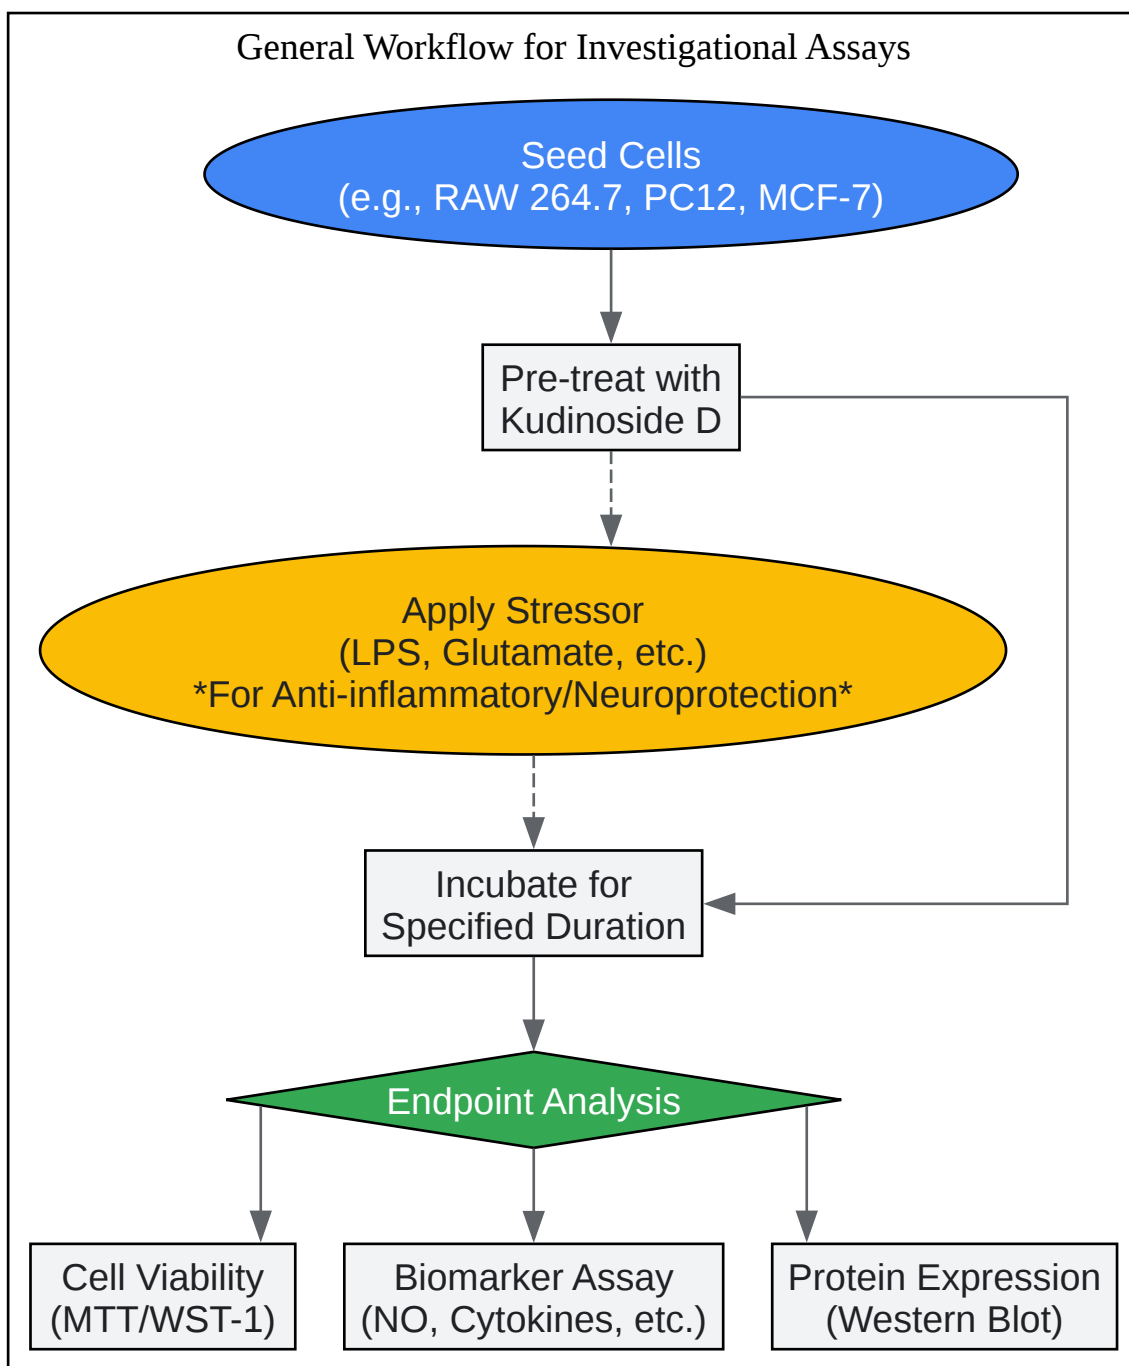 General Workflow for Investigational Assays
Seed Cells
(e.g., RAW 264.7, PC12, MCF-7)
Pre-treat with
Kudinoside D
Apply Stressor
(LPS, Glutamate, etc.)
*For Anti-inflammatory/Neuroprotection*
Incubate for
Specified Duration
Endpoint Analysis
Cell Viability
(MTT/WST-1)
Biomarker Assay
(NO, Cytokines, etc.)
Protein Expression
(Western Blot)